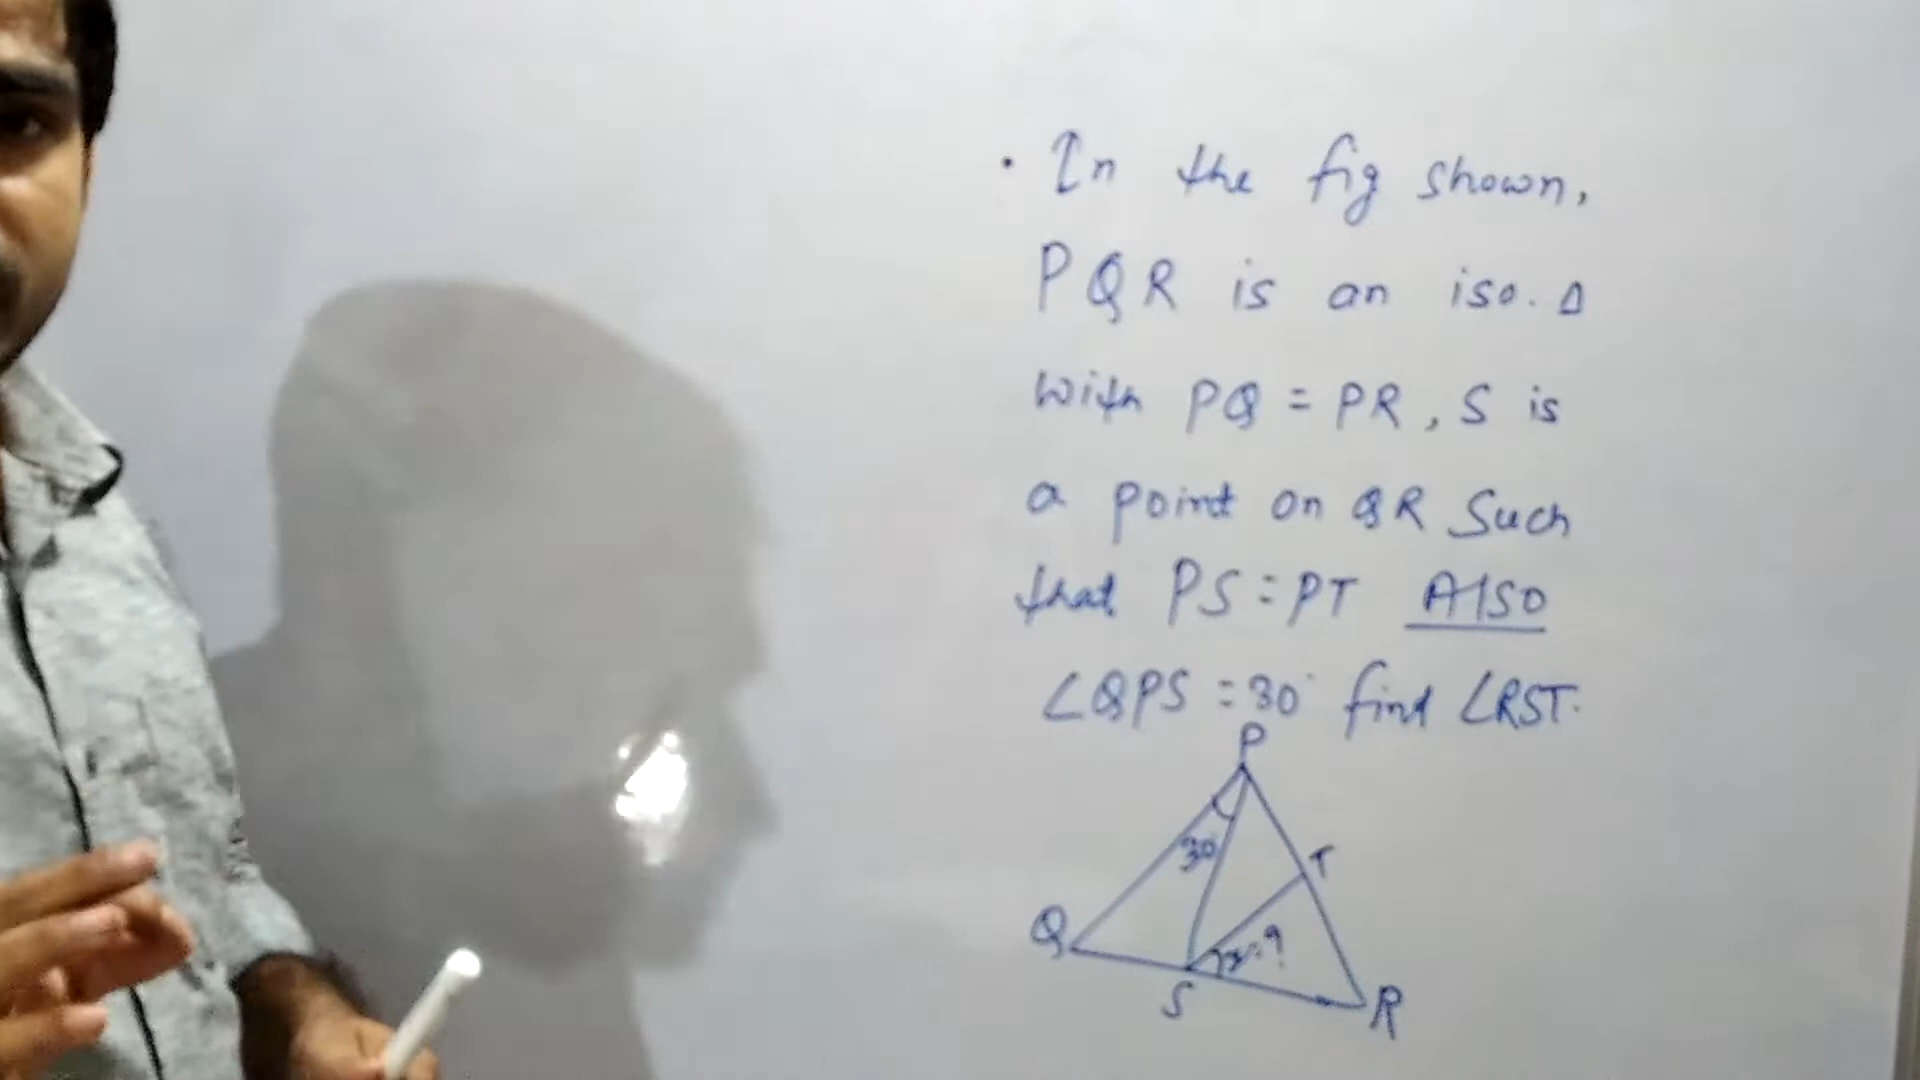 · In the fig shown,
PQR is an iso. Δ
with PQ = PR, S is
a point on QR Such
that PS = PT AlSO
∠QPS = 30° find ∠RST.
P
30
T
Q
x=?
S
R